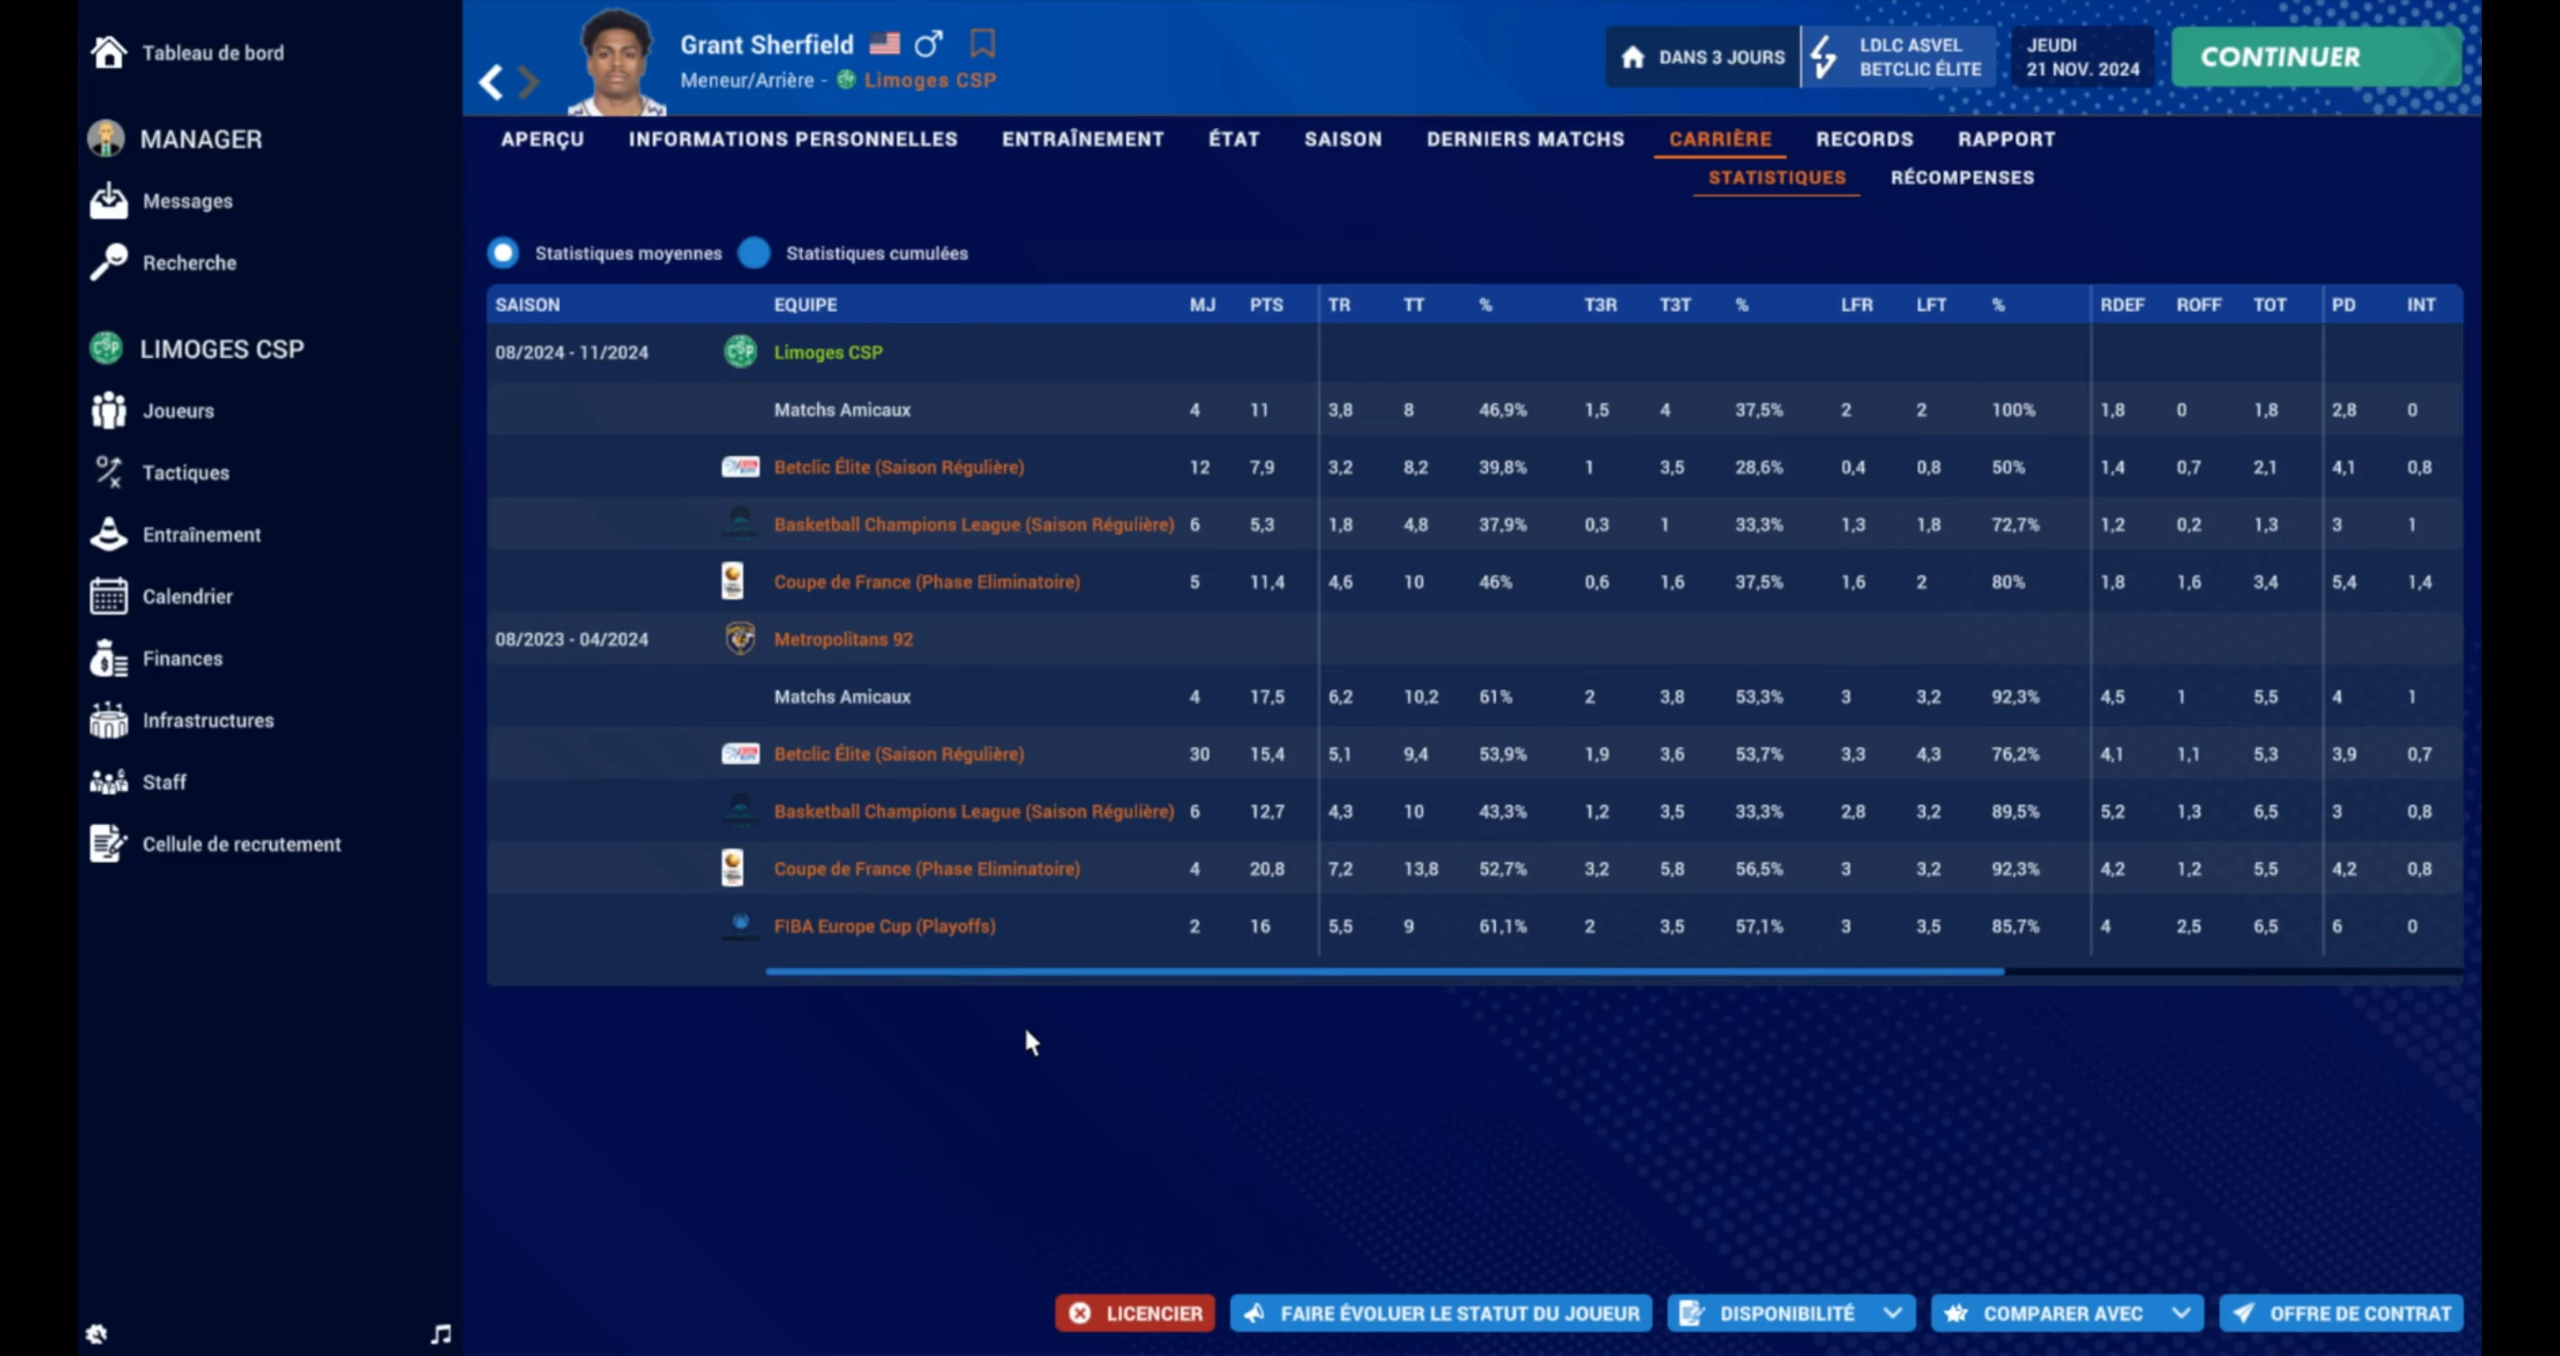 Tableau de bord
MANAGER
Messages
Recherche
LIMOGES CSP
Joueurs
Tactiques
Entraînement
Calendrier
Finances
Infrastructures
Staff
Cellule de recrutement
Grant Sherfield
Meneur/Arrière - Limoges CSP
DANS 3 JOURS
LDLC ASVEL
BETCLIC ÉLITE
JEUDI
21 NOV. 2024
CONTINUER
APERÇU INFORMATIONS PERSONNELLES ENTRAÎNEMENT ÉTAT SAISON DERNIERS MATCHS CARRIÈRE RECORDS RAPPORT
STATISTIQUES RÉCOMPENSES
Statistiques moyennes Statistiques cumulées
SAISON EQUIPE MJ PTS TR TT % T3R T3T % LFR LFT % RDEF ROFF TOT PD INT
08/2024 - 11/2024 CSP Limoges CSP
Matchs Amicaux 4 11 3,8 8 46,9% 1,5 4 37,5% 2 2 100% 1,8 0 1,8 2,8 0
Betclic Élite (Saison Régulière) 12 7,9 3,2 8,2 39,8% 1 3,5 28,6% 0,4 0,8 50% 1,4 0,7 2,1 4,1 0,8
Basketball Champions League (Saison Régulière) 6 5,3 1,8 4,8 37,9% 0,3 1 33,3% 1,3 1,8 72,7% 1,2 0,2 1,3 3 1
Coupe de France (Phase Eliminatoire) 5 11,4 4,6 10 46% 0,6 1,6 37,5% 1,6 2 80% 1,8 1,6 3,4 5,4 1,4
08/2023 - 04/2024 Metropolitans 92
Matchs Amicaux 4 17,5 6,2 10,2 61% 2 3,8 53,3% 3 3,2 92,3% 4,5 1 5,5 4 1
Betclic Élite (Saison Régulière) 30 15,4 5,1 9,4 53,9% 1,9 3,6 53,7% 3,3 4,3 76,2% 4,1 1,1 5,3 3,9 0,7
Basketball Champions League (Saison Régulière) 6 12,7 4,3 10 43,3% 1,2 3,5 33,3% 2,8 3,2 89,5% 5,2 1,3 6,5 3 0,8
Coupe de France (Phase Eliminatoire) 4 20,8 7,2 13,8 52,7% 3,2 5,8 56,5% 3 3,2 92,3% 4,2 1,2 5,5 4,2 0,8
FIBA Europe Cup (Playoffs) 2 16 5,5 9 61,1% 2 3,5 57,1% 3 3,5 85,7% 4 2,5 6,5 6 0
LICENCIER FAIRE ÉVOLUER LE STATUT DU JOUEUR DISPONIBILITÉ COMPARER AVEC OFFRE DE CONTRAT